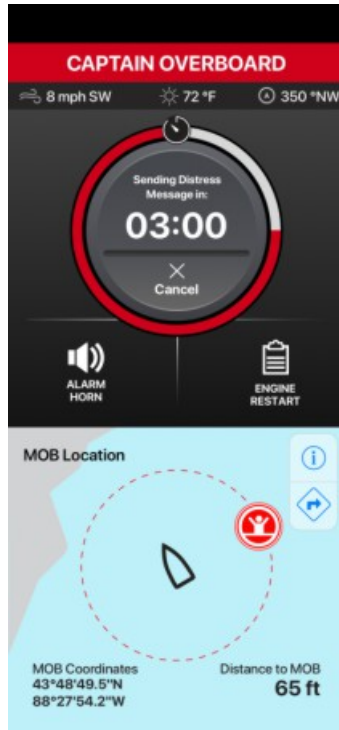 CAPTAIN OVERBOARD
8 mph SW
72 °F
350 °NW
Sending Distress
Message in:
03:00
Cancel
ALARM
HORN
ENGINE
RESTART
MOB Location
MOB Coordinates
43°48'49.5"N
88°27'54.2"W
Distance to MOB
65 ft